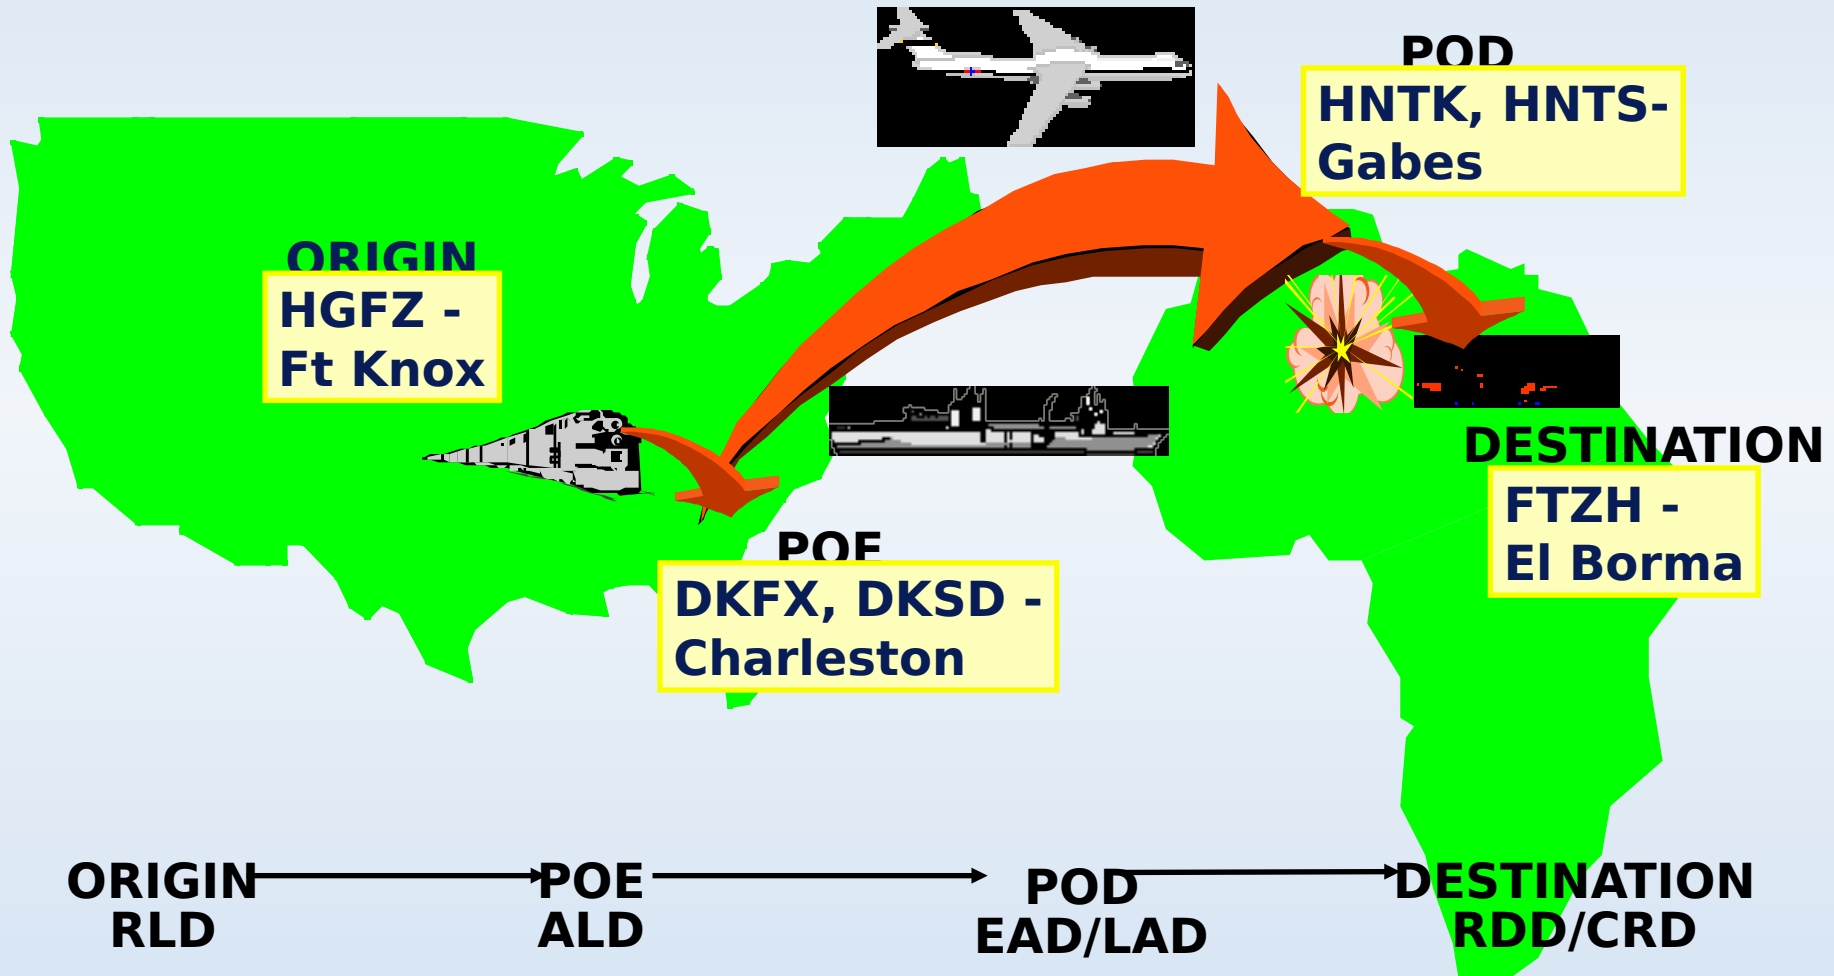 POD
HNTK, HNTS-
Gabes
ORIGIN
HGFZ -
Ft Knox
DESTINATION
FTZH -
El Borma
POE
DKFX, DKSD -
Charleston
ORIGIN
RLD
POE
ALD
POD
EAD/LAD
DESTINATION
RDD/CRD